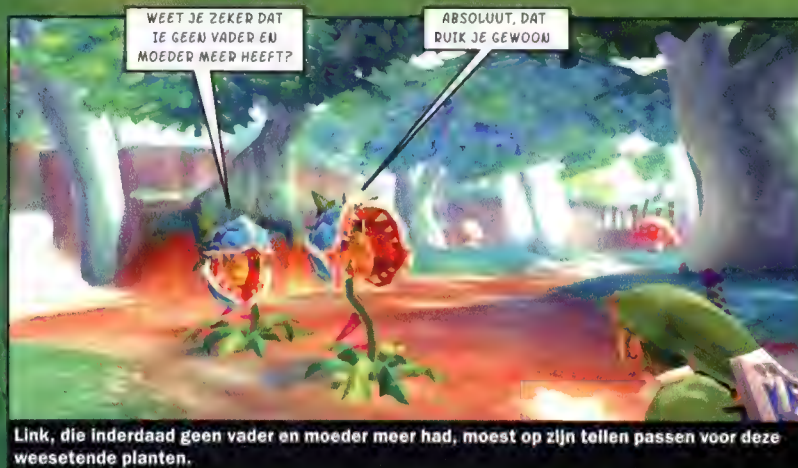 WEET JE ZEKER DAT
IE GEEN VADER EN
MOEDER MEER HEEFT?
ABSOLUUT, DAT
RUIK JE GEWOON
Link, die inderdaad geen vader en moeder meer had, moest op zijn tellen passen voor deze
weesetende planten.